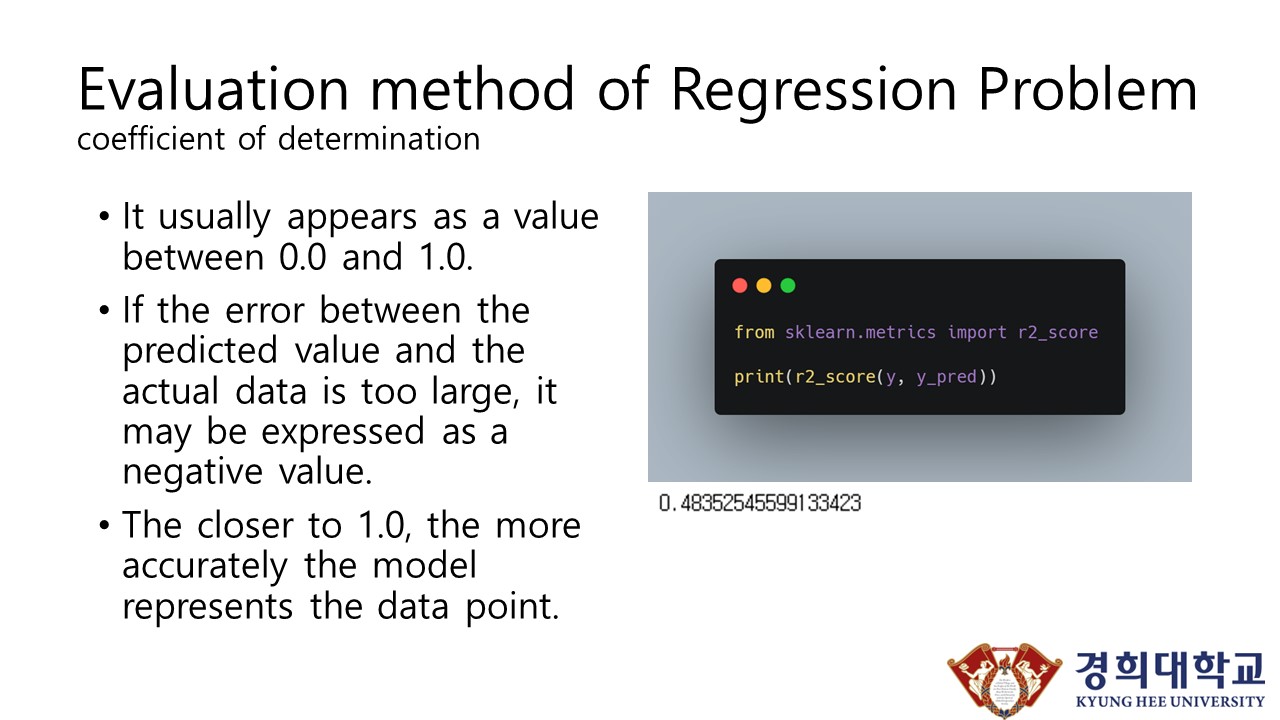 Evaluation method of Regression Problem
coefficient of determination
• It usually appears as a value
between 0.0 and 1.0.
• If the error between the
predicted value and the
actual data is too large, it
may be expressed as a
negative value.
• The closer to 1.0, the more
accurately the model
represents the data point.
from sklearn.metrics import r2_score
print(r2_score(y, y_pred))
0.48352545599133423
경희대학교
KYUNG HEE UNIVERSITY